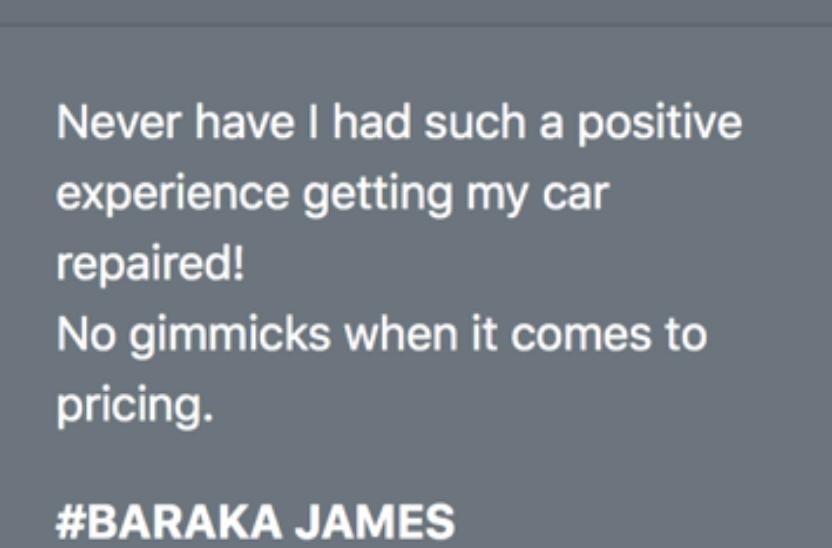 Never have I had such a positive
experience getting my car
repaired!
No gimmicks when it comes to
pricing.
#BARAKA JAMES